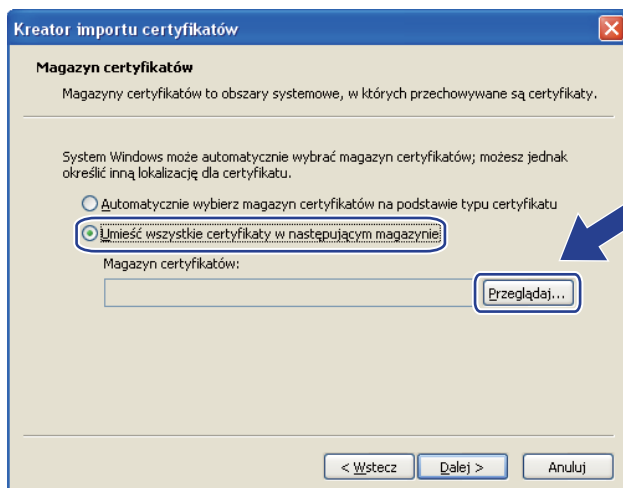 Kreator importu certyfikatów
Magazyn certyfikatów
Magazyny certyfikatów to obszary systemowe, w których przechowywane są certyfikaty.
System Windows może automatycznie wybrać magazyn certyfikatów; możesz jednak
określić inną lokalizację dla certyfikatu.
Automatycznie wybierz magazyn certyfikatów na podstawie typu certyfikatu
Umieść wszystkie certyfikaty w następującym magazynie
Magazyn certyfikatów:
Przeglądaj...
< Wstecz Dalej > Anuluj